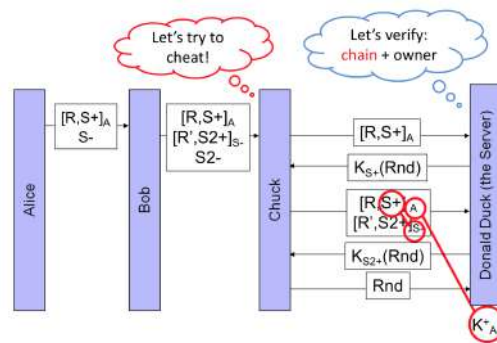 Let's try to
cheat!
Let's verify:
chain + owner
Alice
[R,S+]A
S-
Bob
[R,S+]A
[R',S2+]S-
S2-
Chuck
[R,S+]A
KS+(Rnd)
[R,S+]A
[R',S2+]S-
KS2+(Rnd)
Rnd
Donald Duck (the Server)
K+A